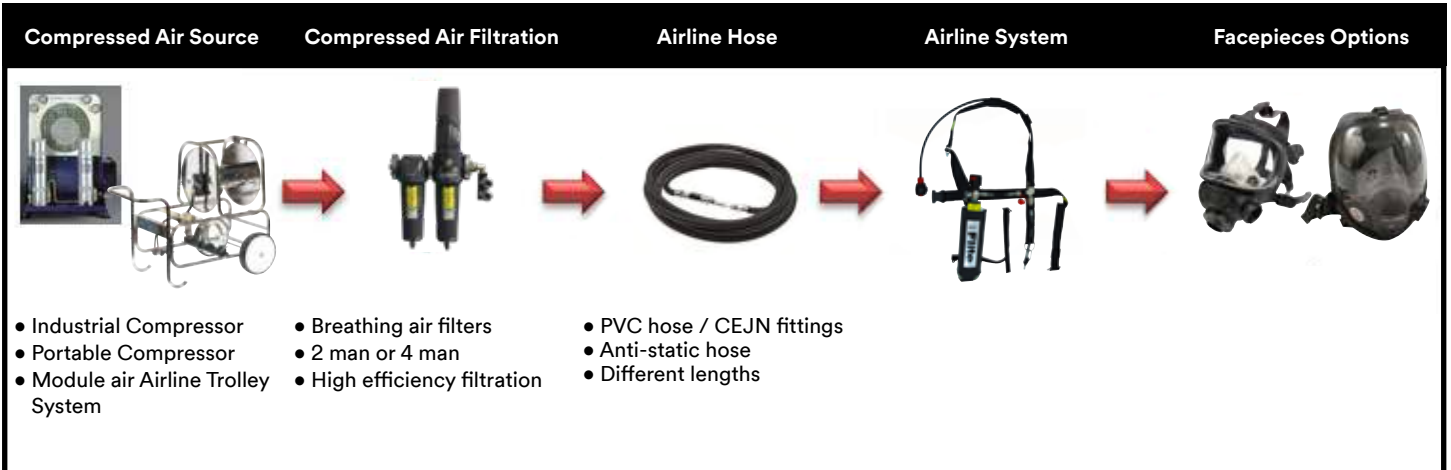 Compressed Air Source
Compressed Air Filtration
Airline Hose
Airline System
Facepieces Options
● Industrial Compressor
● Portable Compressor
● Module air Airline Trolley
System
● Breathing air filters
● 2 man or 4 man
● High efficiency filtration
● PVC hose / CEJN fittings
● Anti-static hose
● Different lengths